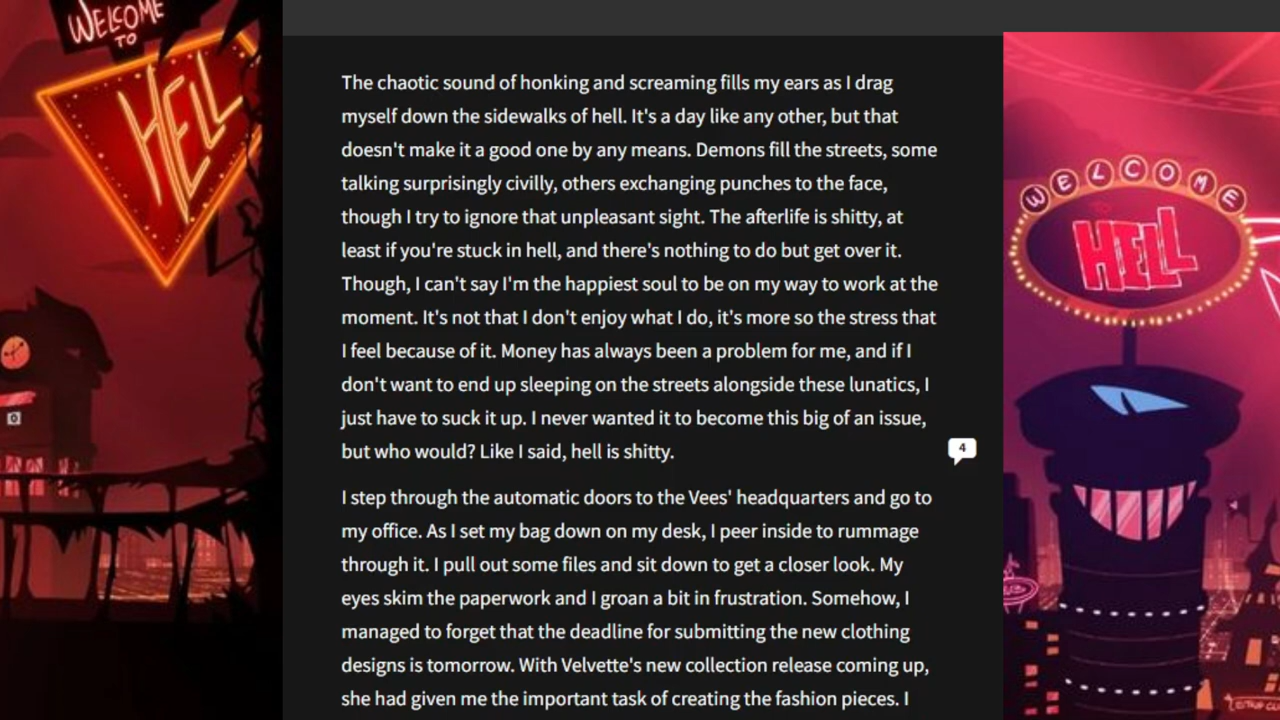 WELCOME
TO
HELL
The chaotic sound of honking and screaming fills my ears as I drag
myself down the sidewalks of hell. It's a day like any other, but that
doesn't make it a good one by any means. Demons fill the streets, some
talking surprisingly civilly, others exchanging punches to the face,
though I try to ignore that unpleasant sight. The afterlife is shitty, at
least if you're stuck in hell, and there's nothing to do but get over it.
Though, I can't say I'm the happiest soul to be on my way to work at the
moment. It's not that I don't enjoy what I do, it's more so the stress that
I feel because of it. Money has always been a problem for me, and if I
don't want to end up sleeping on the streets alongside these lunatics, I
just have to suck it up. I never wanted it to become this big of an issue,
but who would? Like I said, hell is shitty.
4
I step through the automatic doors to the Vees' headquarters and go to
my office. As I set my bag down on my desk, I peer inside to rummage
through it. I pull out some files and sit down to get a closer look. My
eyes skim the paperwork and I groan a bit in frustration. Somehow, I
managed to forget that the deadline for submitting the new clothing
designs is tomorrow. With Velvette's new collection release coming up,
she had given me the important task of creating the fashion pieces. I
WELCOME
HELL